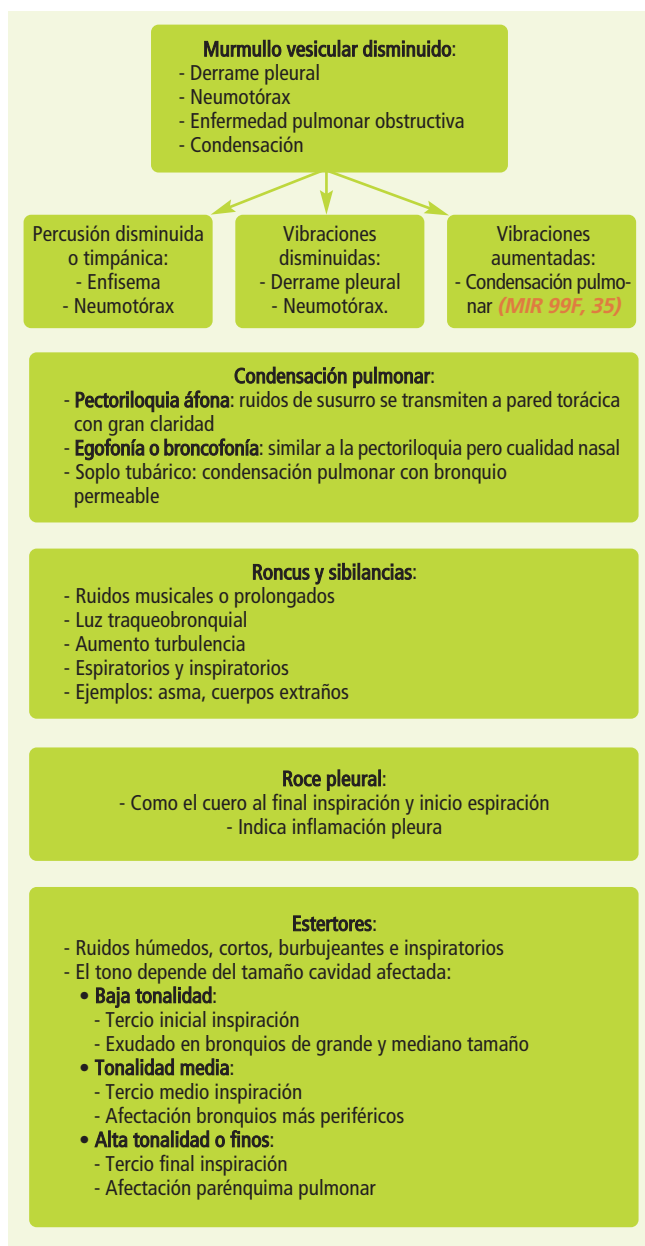 Murmullo vesicular disminuido:
- Derrame pleural
- Neumotórax
- Enfermedad pulmonar obstructiva
- Condensación
Percusión disminuida
o timpánica:
- Enfisema
- Neumotórax
Vibraciones
disminuidas:
- Derrame pleural
- Neumotórax.
Vibraciones
aumentadas:
- Condensación pulmo-
nar (MIR 99F, 35)
Condensación pulmonar:
- Pectoriloquia áfona: ruidos de susurro se transmiten a pared torácica
con gran claridad
- Egofonía o broncofonía: similar a la pectoriloquia pero cualidad nasal
- Soplo tubárico: condensación pulmonar con bronquio
permeable
Roncus y sibilancias:
- Ruidos musicales o prolongados
- Luz traqueobronquial
- Aumento turbulencia
- Espiratorios y inspiratorios
- Ejemplos: asma, cuerpos extraños
Roce pleural:
- Como el cuero al final inspiración y inicio espiración
- Indica inflamación pleura
Estertores:
- Ruidos húmedos, cortos, burbujeantes e inspiratorios
- El tono depende del tamaño cavidad afectada:
• Baja tonalidad:
- Tercio inicial inspiración
- Exudado en bronquios de grande y mediano tamaño
• Tonalidad media:
- Tercio medio inspiración
- Afectación bronquios más periféricos
• Alta tonalidad o finos:
- Tercio final inspiración
- Afectación parénquima pulmonar